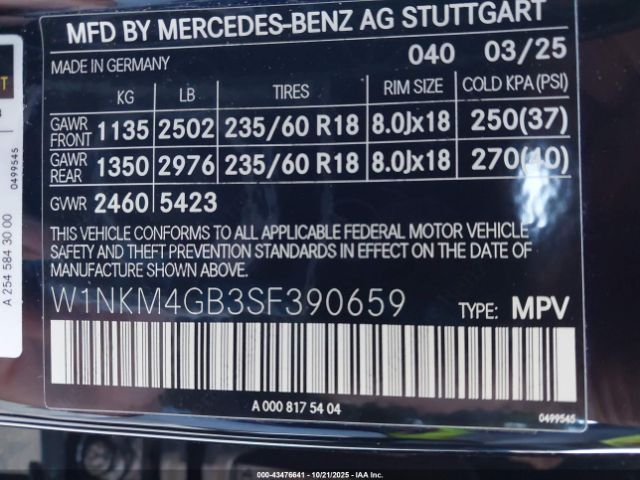 MFD BY MERCEDES-BENZ AG STUTTGART
MADE IN GERMANY 040 03/25
KG LB TIRES RIM SIZE COLD KPA (PSI)
GAWR FRONT 1135 2502 235/60 R18 8.0Jx18 250(37)
GAWR REAR 1350 2976 235/60 R18 8.0Jx18 270(40)
GVWR 2460 5423
THIS VEHICLE CONFORMS TO ALL APPLICABLE FEDERAL MOTOR VEHICLE
SAFETY AND THEFT PREVENTION STANDARDS IN EFFECT ON THE DATE OF
MANUFACTURE SHOWN ABOVE.
W1NKM4GB3SF390659 TYPE: MPV
A 000 817 54 04
0499545
A 254 584 30 00
0499545
000-43476641 - 10/21/2025 - IAAI.COM